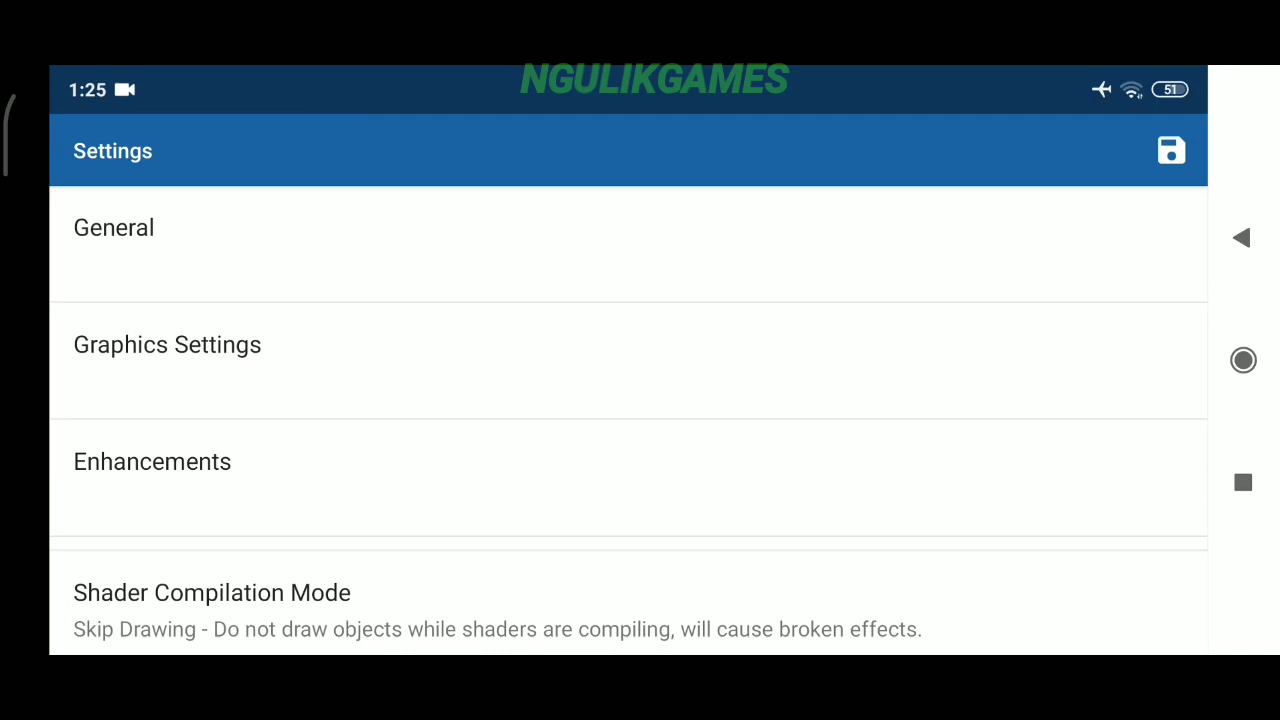 NGULIKGAMES
1:25
51
Settings
General
Graphics Settings
Enhancements
Shader Compilation Mode
Skip Drawing - Do not draw objects while shaders are compiling, will cause broken effects.